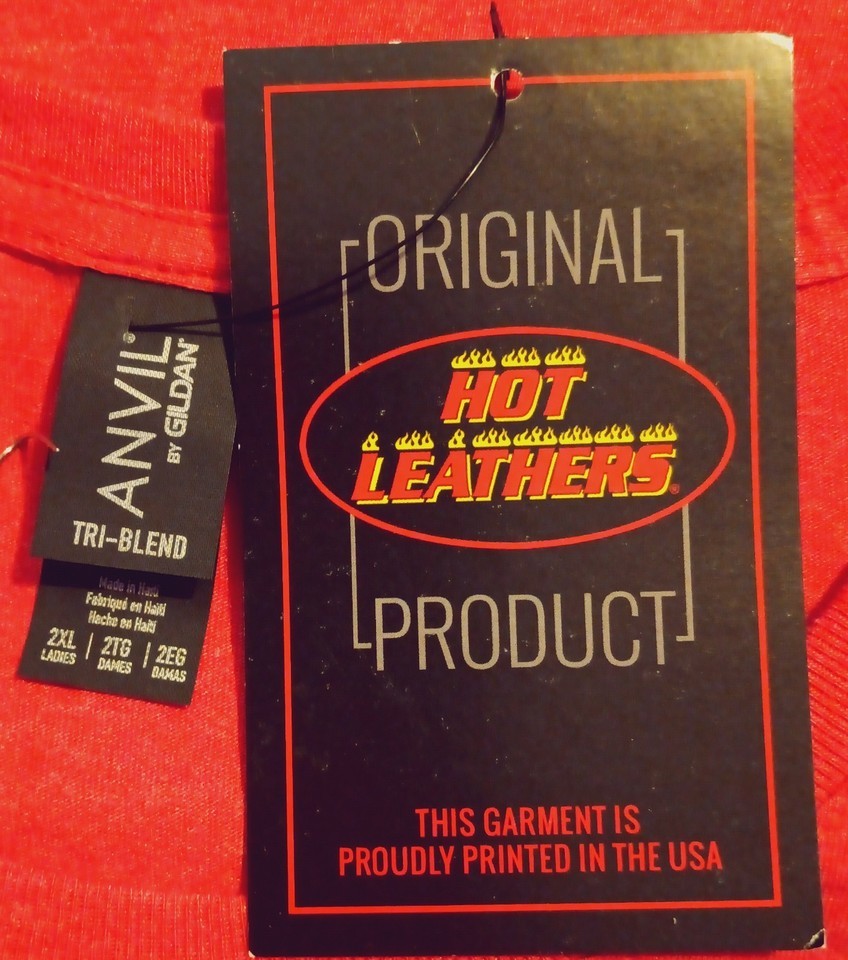 ANVIL®
BY GILDAN®
TRI-BLEND
Made in Haiti
Fabriqué en Haïti
Hecho en Haití
2XL | 2TG | 2EG
LADIES DAMES DAMAS
ORIGINAL
HOT
LEATHERS®
PRODUCT
THIS GARMENT IS
PROUDLY PRINTED IN THE USA